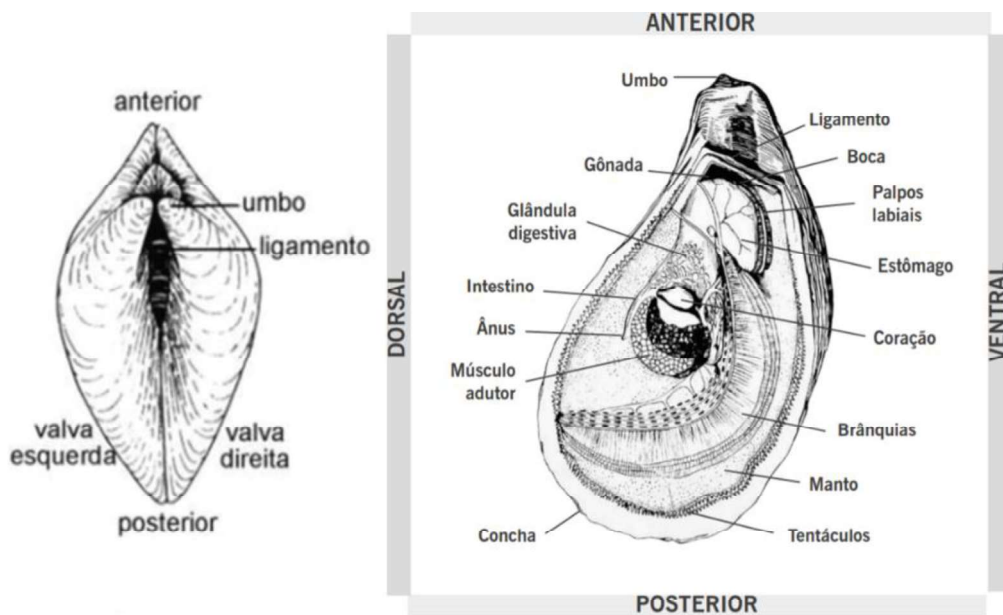 anterior
umbo
ligamento
valva
esquerda
valva
direita
posterior
ANTERIOR
DORSAL
VENTRAL
Umbo
Ligamento
Gônada
Boca
Palpos
labiais
Glândula
digestiva
Estômago
Intestino
Ânus
Coração
Músculo
adutor
Brânquias
Manto
Concha
Tentáculos
POSTERIOR